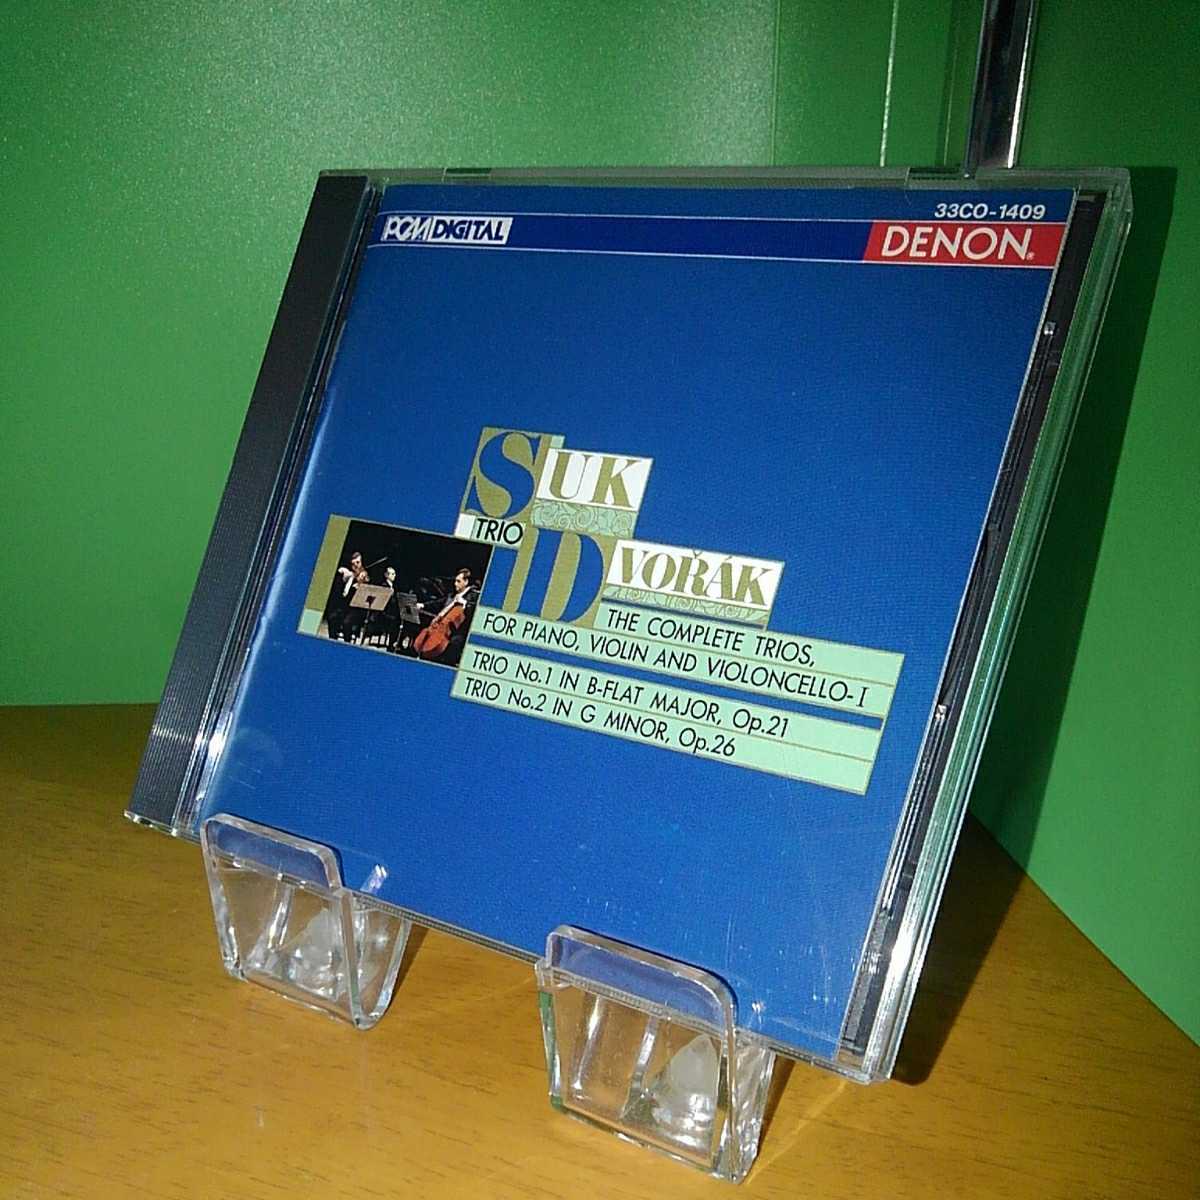 33CO-1409
PCM DIGITAL
DENON®
SUK
TRIO
DVOŘÁK
THE COMPLETE TRIOS,
FOR PIANO, VIOLIN AND VIOLONCELLO-I
TRIO No.1 IN B-FLAT MAJOR, Op.21
TRIO No.2 IN G MINOR, Op.26